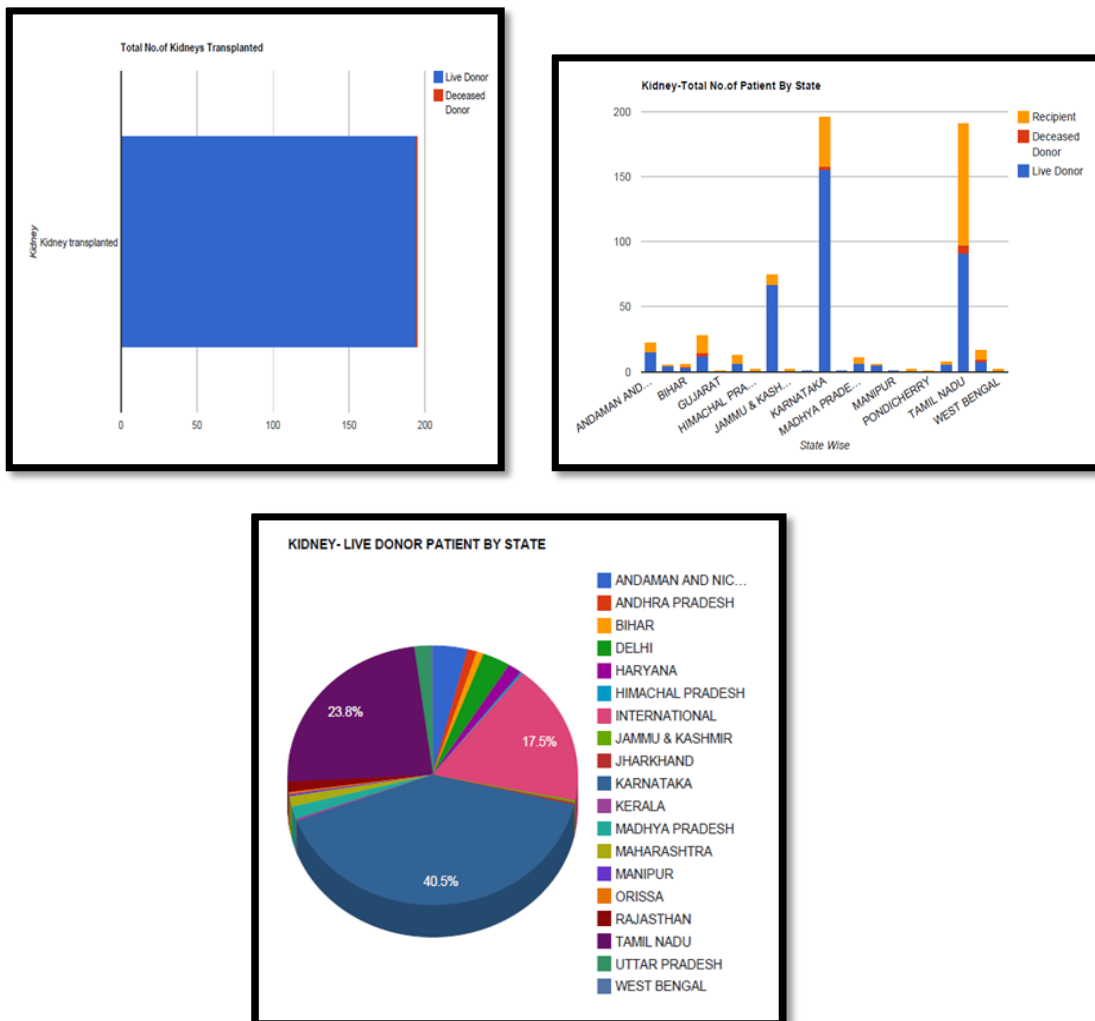 Total No.of Kidneys Transplanted
Live Donor
Deceased
Donor
Kidney
Kidney transplanted
0
50
100
150
200
Kidney-Total No.of Patient By State
200
150
100
50
0
Recipient
Deceased
Donor
Live Donor
ANDAMAN AND...
BIHAR
GUJARAT
HIMACHAL PRA...
JAMMU & KASH...
KARNATAKA
MADHYA PRADE...
MANIPUR
PONDICHERRY
TAMIL NADU
WEST BENGAL
State Wise
KIDNEY- LIVE DONOR PATIENT BY STATE
23.8%
17.5%
40.5%
ANDAMAN AND NIC...
ANDHRA PRADESH
BIHAR
DELHI
HARYANA
HIMACHAL PRADESH
INTERNATIONAL
JAMMU & KASHMIR
JHARKHAND
KARNATAKA
KERALA
MADHYA PRADESH
MAHARASHTRA
MANIPUR
ORISSA
RAJASTHAN
TAMIL NADU
UTTAR PRADESH
WEST BENGAL